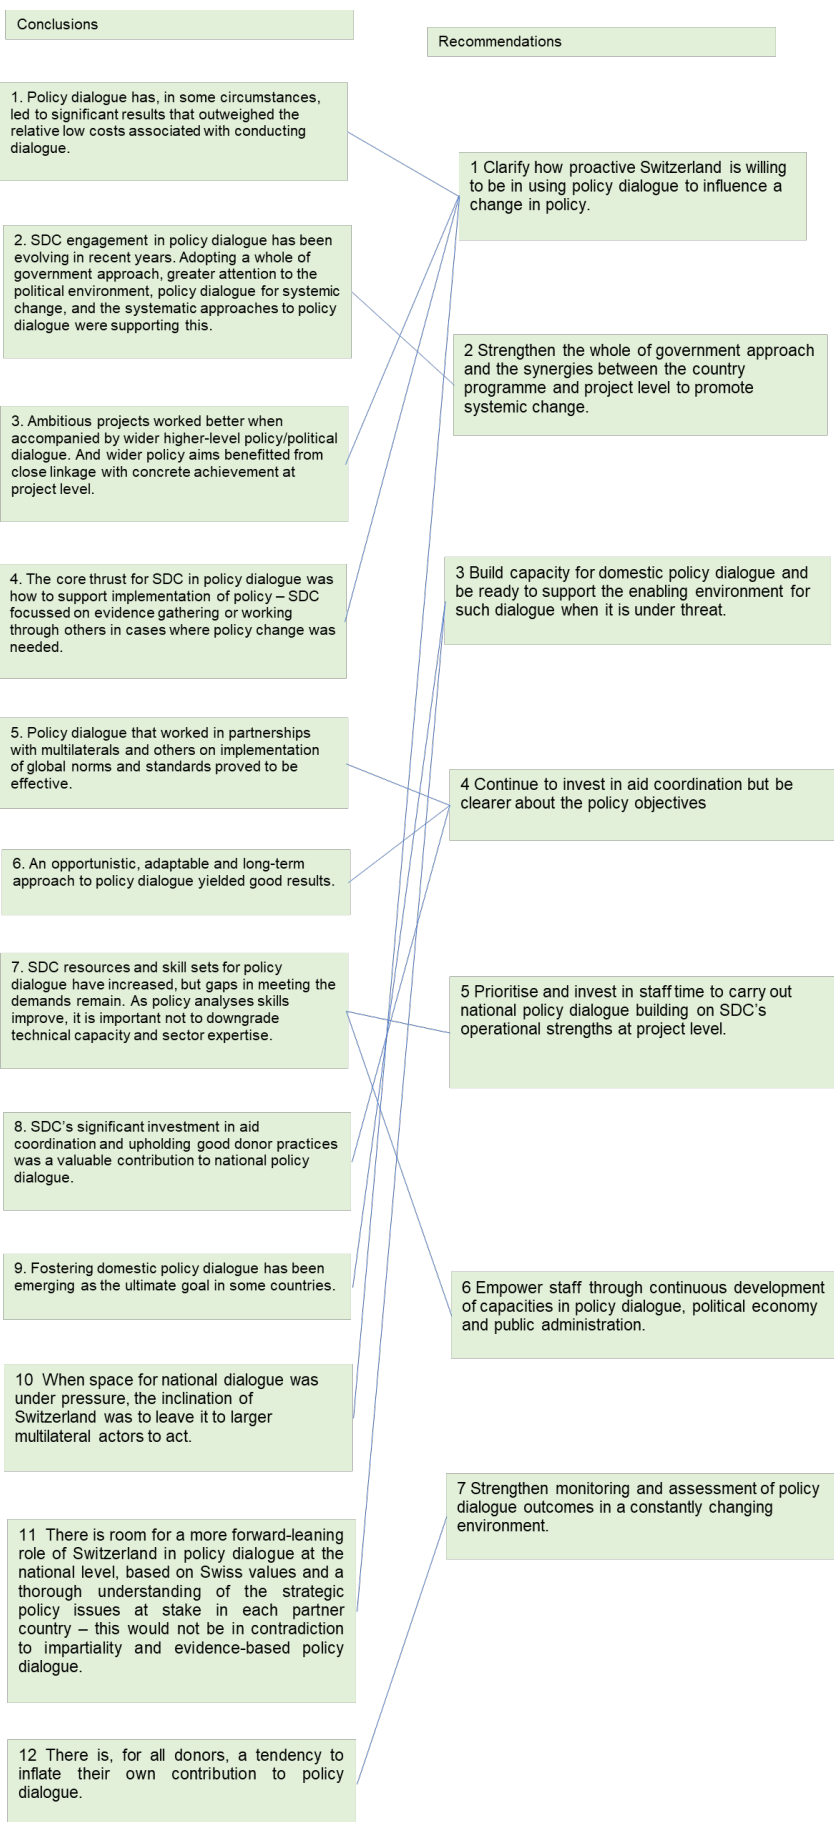 Conclusions
1. Policy dialogue has, in some circumstances,
led to significant results that outweighed the
relative low costs associated with conducting
dialogue.
2. SDC engagement in policy dialogue has been
evolving in recent years. Adopting a whole of
government approach, greater attention to the
political environment, policy dialogue for systemic
change, and the systematic approaches to policy
dialogue were supporting this.
3. Ambitious projects worked better when
accompanied by wider higher-level policy/political
dialogue. And wider policy aims benefitted from
close linkage with concrete achievement at
project level.
4. The core thrust for SDC in policy dialogue was
how to support implementation of policy – SDC
focussed on evidence gathering or working
through others in cases where policy change was
needed.
5. Policy dialogue that worked in partnerships
with multilaterals and others on implementation
of global norms and standards proved to be
effective.
6. An opportunistic, adaptable and long-term
approach to policy dialogue yielded good results.
7. SDC resources and skill sets for policy
dialogue have increased, but gaps in meeting the
demands remain. As policy analyses skills
improve, it is important not to downgrade
technical capacity and sector expertise.
8. SDC’s significant investment in aid
coordination and upholding good donor practices
was a valuable contribution to national policy
dialogue.
9. Fostering domestic policy dialogue has been
emerging as the ultimate goal in some countries.
10 When space for national dialogue was
under pressure, the inclination of
Switzerland was to leave it to larger
multilateral actors to act.
11 There is room for a more forward-leaning
role of Switzerland in policy dialogue at the
national level, based on Swiss values and a
thorough understanding of the strategic
policy issues at stake in each partner
country – this would not be in contradiction
to impartiality and evidence-based policy
dialogue.
12 There is, for all donors, a tendency to
inflate their own contribution to policy
dialogue.
Recommendations
1 Clarify how proactive Switzerland is willing
to be in using policy dialogue to influence a
change in policy.
2 Strengthen the whole of government approach
and the synergies between the country
programme and project level to promote
systemic change.
3 Build capacity for domestic policy dialogue and
be ready to support the enabling environment for
such dialogue when it is under threat.
4 Continue to invest in aid coordination but be
clearer about the policy objectives
5 Prioritise and invest in staff time to carry out
national policy dialogue building on SDC’s
operational strengths at project level.
6 Empower staff through continuous development
of capacities in policy dialogue, political economy
and public administration.
7 Strengthen monitoring and assessment of policy
dialogue outcomes in a constantly changing
environment.